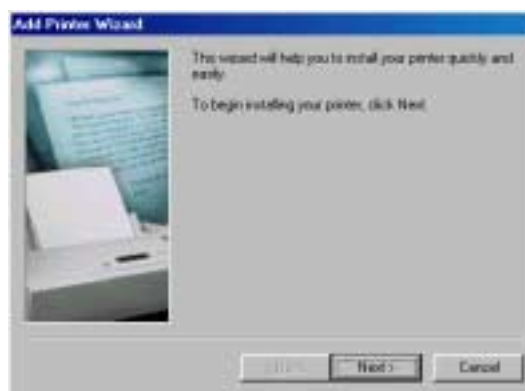 Add Printer Wizard
This wizard will help you to install your printer quickly and
easily.
To begin installing your printer, click Next.
< Back
Next >
Cancel